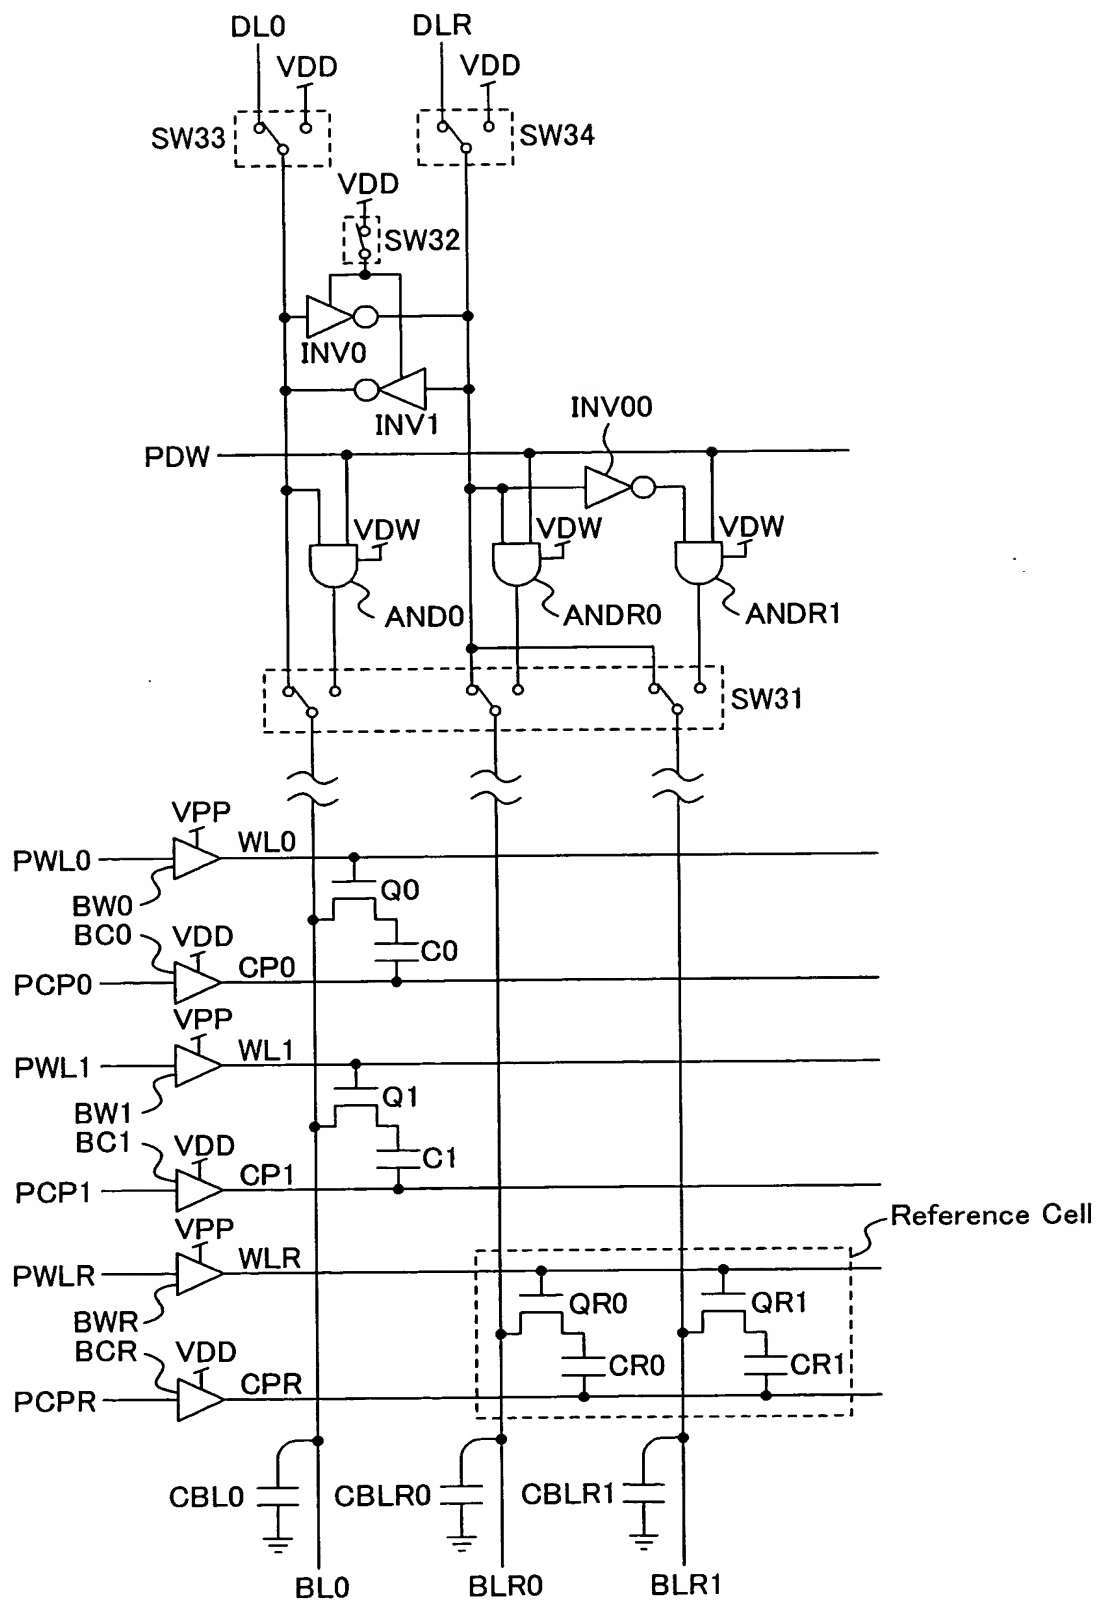 DL0 DLR
VDD VDD
SW33 SW34
VDD
SW32
INV0
INV1 INV00
PDW
VDW VDW VDW
AND0 ANDR0 ANDR1
SW31
VPP
PWL0 WL0
BW0 Q0
BC0 VDD C0
PCP0 CP0
VPP
PWL1 WL1
BW1 Q1
BC1 VDD C1
PCP1 CP1
Reference Cell
VPP
PWLR WLR
BWR QR0 QR1
BCR VDD CR0 CR1
PCPR CPR
CBL0 CBLR0 CBLR1
BL0 BLR0 BLR1